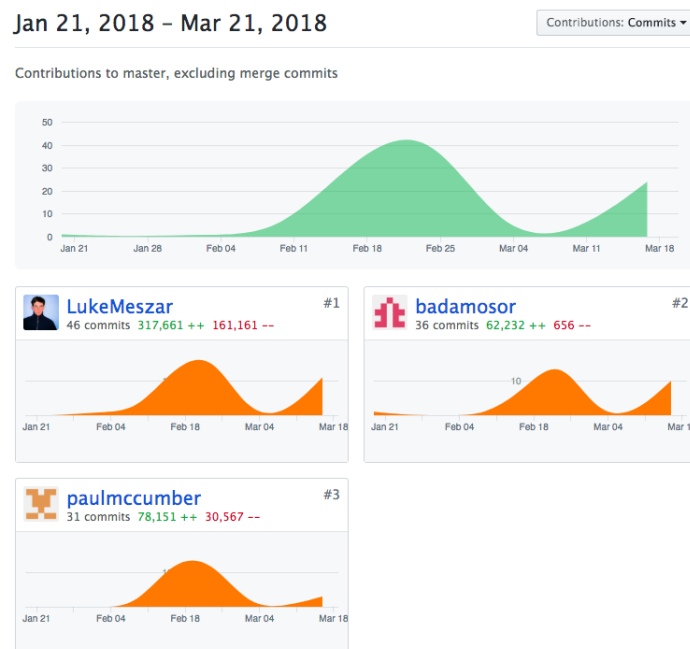 Jan 21, 2018 – Mar 21, 2018
Contributions: Commits
Contributions to master, excluding merge commits
50
40
30
20
10
0
Jan 21 Jan 28 Feb 04 Feb 11 Feb 18 Feb 25 Mar 04 Mar 11 Mar 18
LukeMeszar #1
46 commits 317,661 ++ 161,161 --
Jan 21 Feb 04 Feb 18 Mar 04 Mar 18
badamosor #2
36 commits 62,232 ++ 656 --
10
Jan 21 Feb 04 Feb 18 Mar 04 Mar 1
paulmccumber #3
31 commits 78,151 ++ 30,567 --
Jan 21 Feb 04 Feb 18 Mar 04 Mar 18